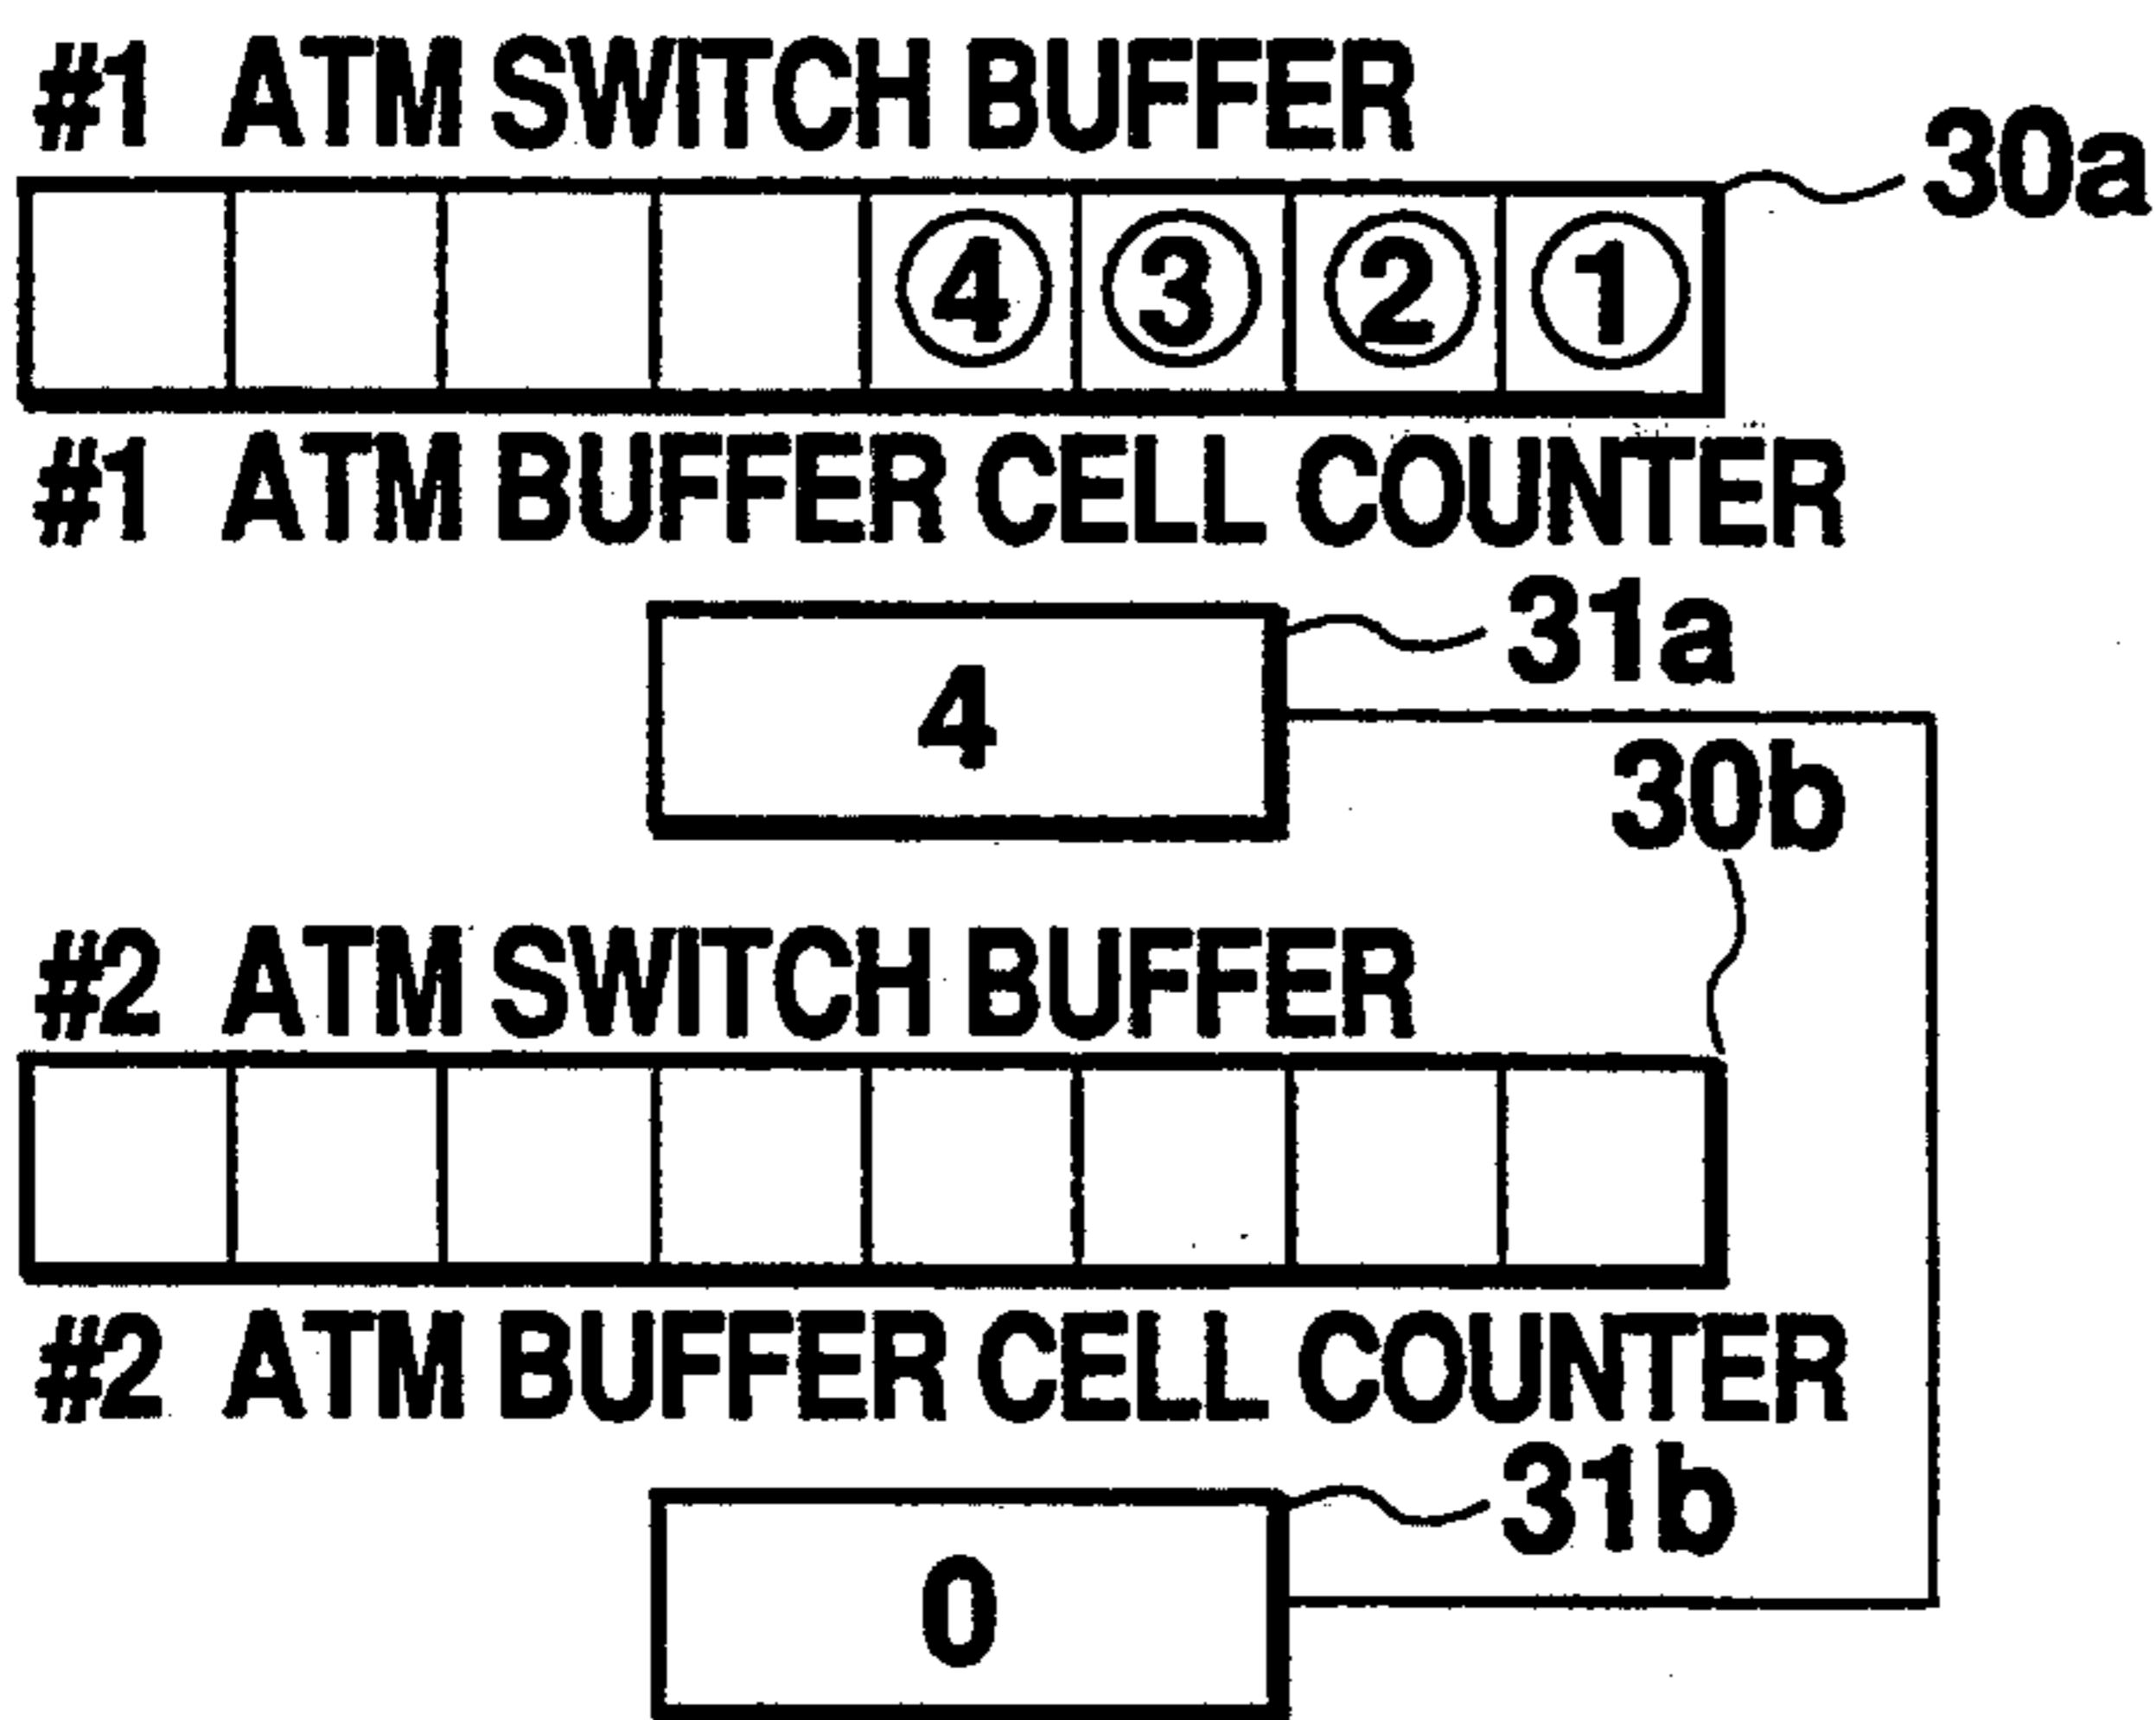 #1 ATM SWITCH BUFFER
30a
④ ③ ② ①
#1 ATM BUFFER CELL COUNTER
31a
4
30b
#2 ATM SWITCH BUFFER
#2 ATM BUFFER CELL COUNTER
31b
0